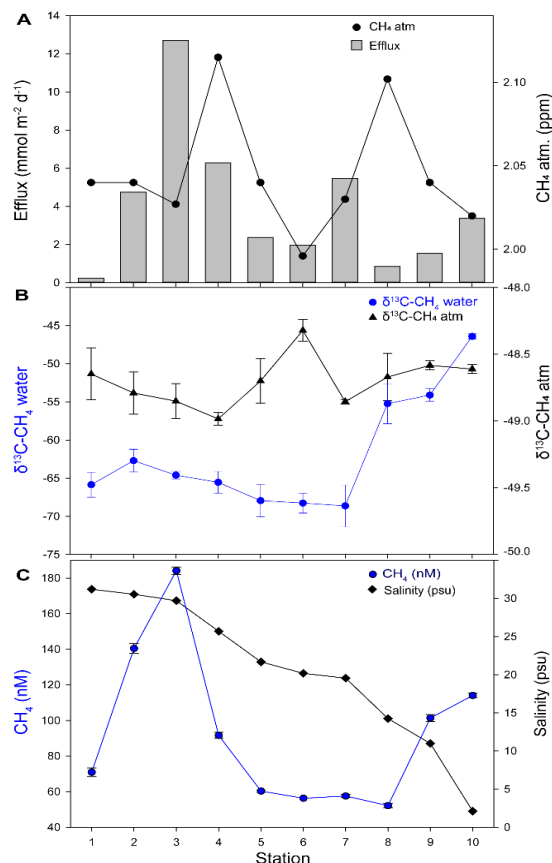 A
CH₄ atm
Efflux
Efflux (mmol m⁻² d⁻¹)
14
12
10
8
6
4
2
0
2.10
2.05
2.00
CH₄ atm. (ppm)
B
δ¹³C-CH₄ water
δ¹³C-CH₄ atm
δ¹³C-CH₄ water
-45
-50
-55
-60
-65
-70
-75
-48.0
-48.5
-49.0
-49.5
-50.0
δ¹³C-CH₄ atm
C
CH₄ (nM)
Salinity (psu)
CH₄ (nM)
180
160
140
120
100
80
60
40
30
25
20
15
10
5
0
Salinity (psu)
1 2 3 4 5 6 7 8 9 10
Station